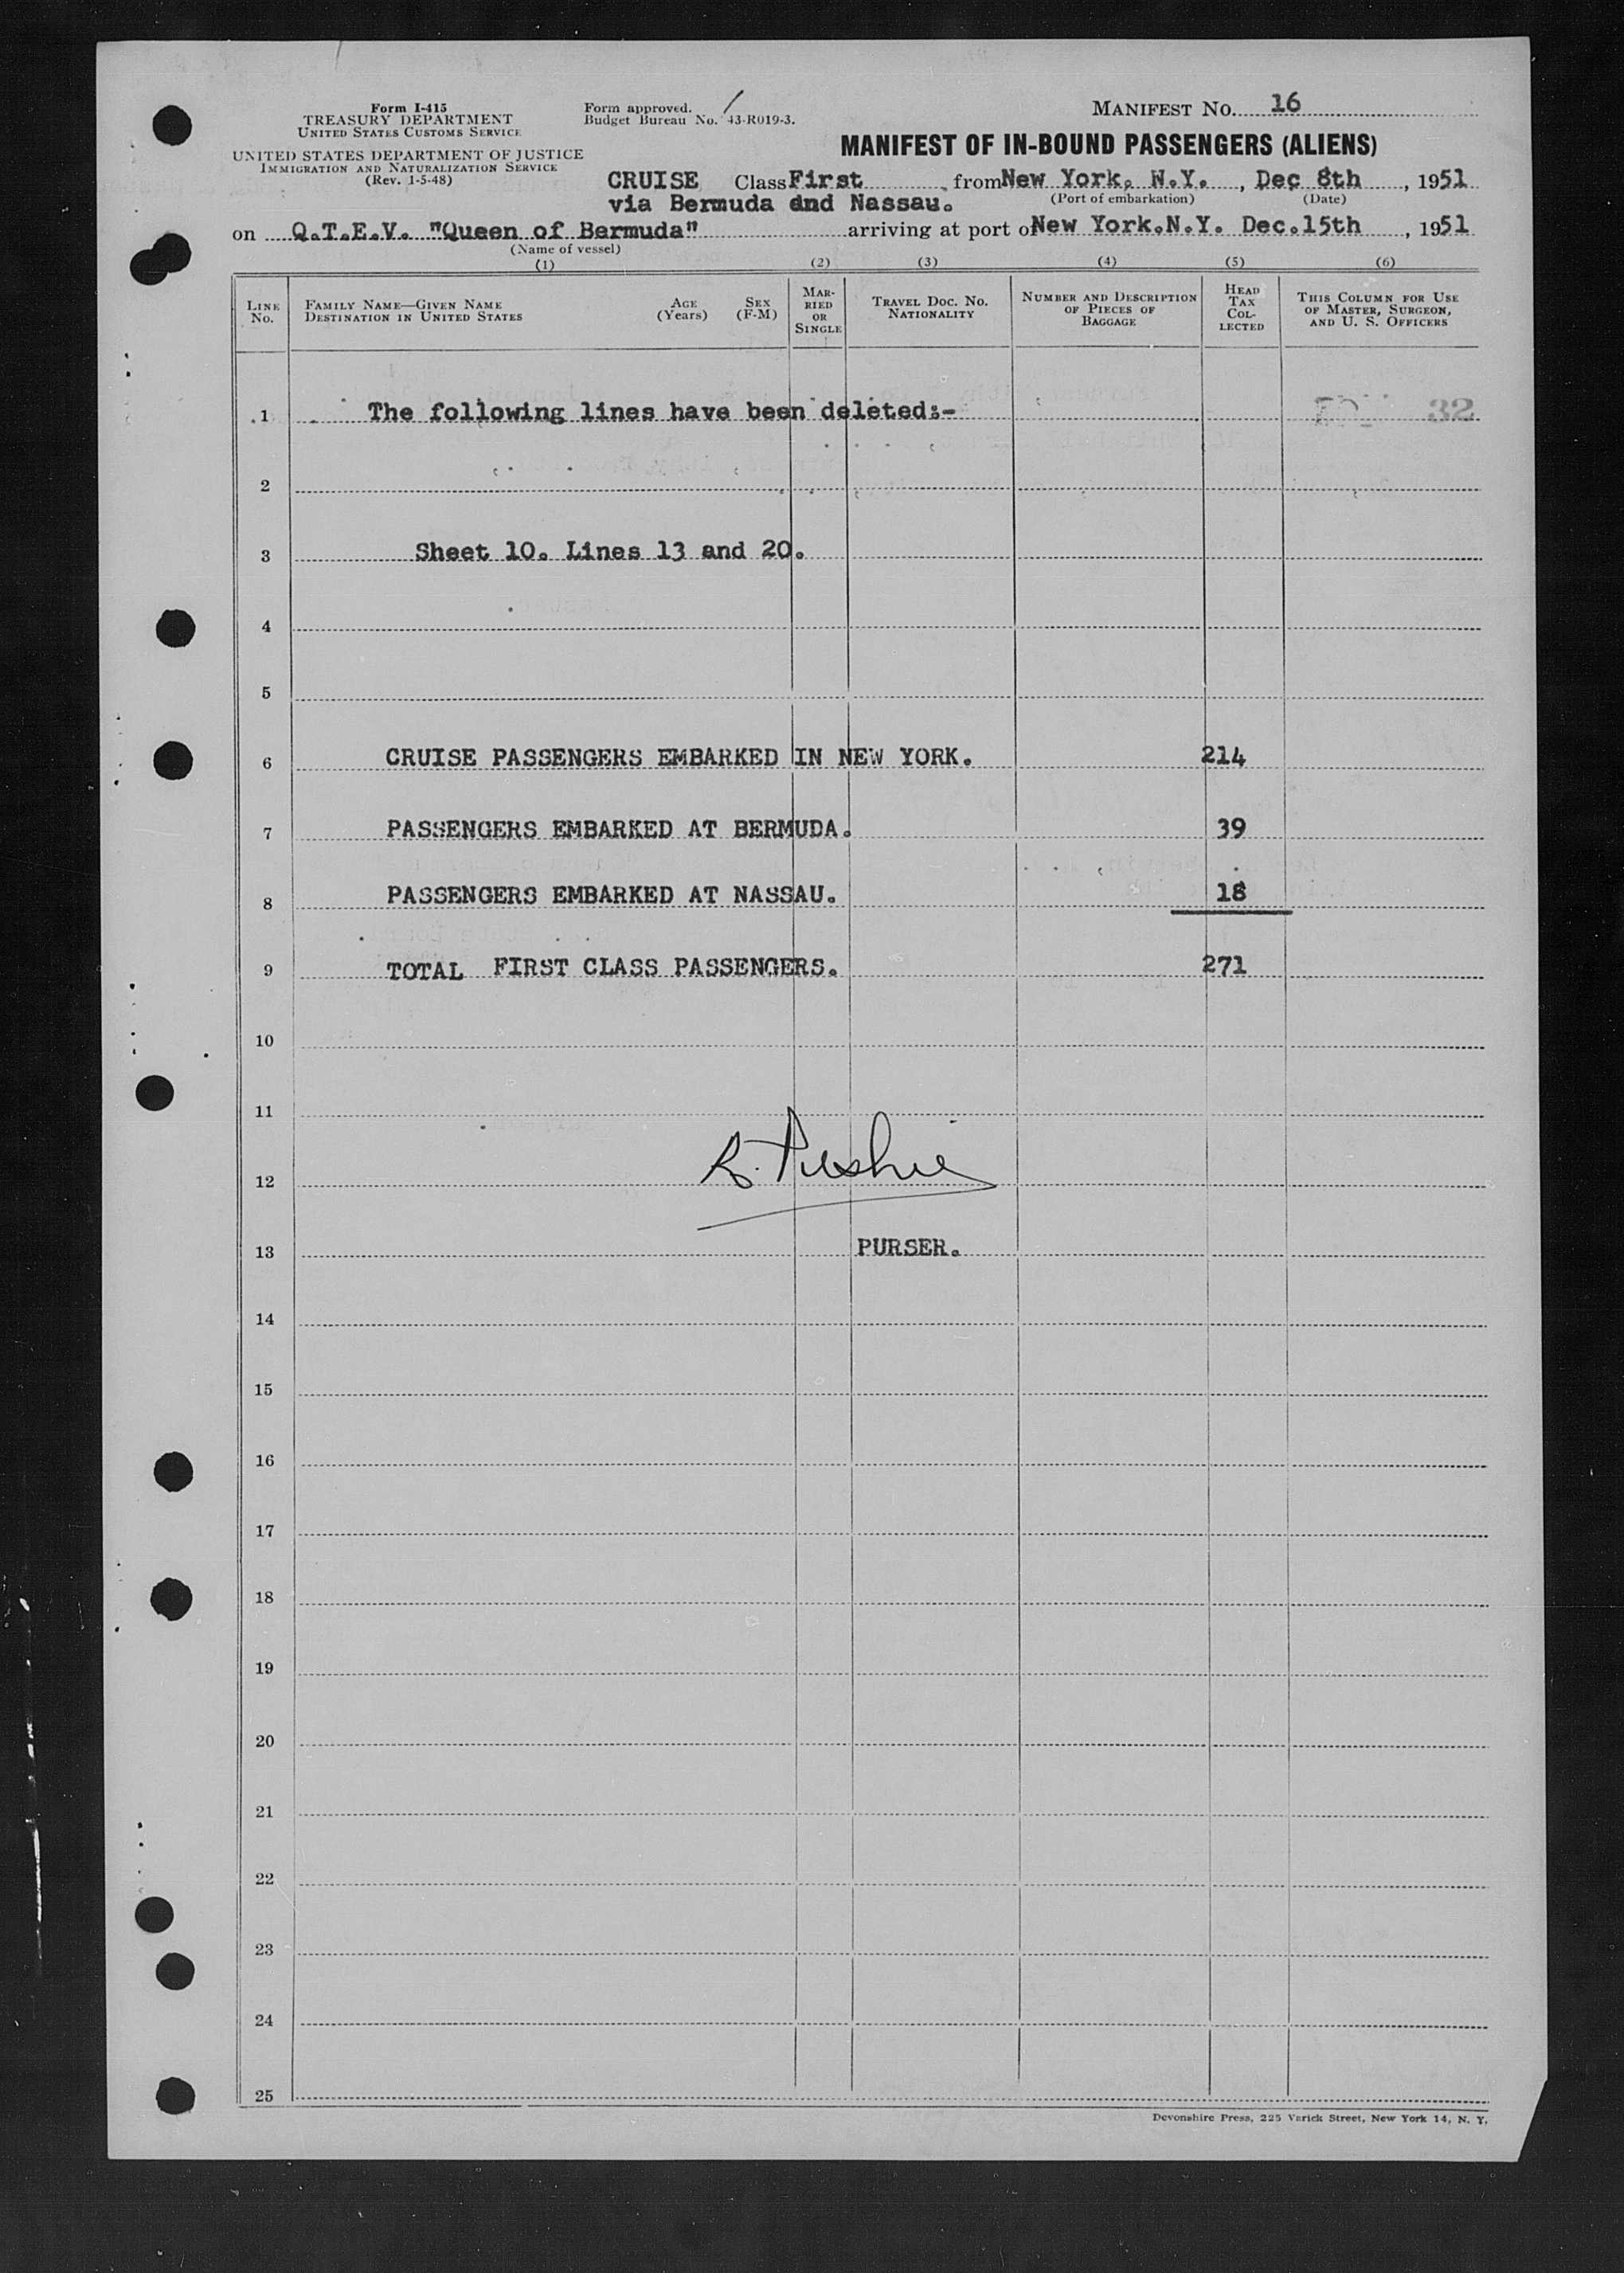 Form I-415
TREASURY DEPARTMENT
UNITED STATES CUSTOMS SERVICE
UNITED STATES DEPARTMENT OF JUSTICE
IMMIGRATION AND NATURALIZATION SERVICE
(Rev. 1-5-48)
Form approved.
Budget Bureau No. 43-R019-3.
MANIFEST NO. 16
MANIFEST OF IN-BOUND PASSENGERS (ALIENS)
CRUISE Class First, from New York, N.Y., Dec 8th, 1951
via Bermuda and Nassau. (Port of embarkation) (Date)
on Q.T.E.V. "Queen of Bermuda" arriving at port of New York.N.Y. Dec.15th, 1951
(Name of vessel)
(1) (2) (3) (4) (5) (6)
LINE NO.
FAMILY NAME—GIVEN NAME
DESTINATION IN UNITED STATES
AGE (Years)
SEX (F-M)
MARRIED OR SINGLE
TRAVEL DOC. NO.
NATIONALITY
NUMBER AND DESCRIPTION OF PIECES OF BAGGAGE
HEAD TAX COLLECTED
THIS COLUMN FOR USE OF MASTER, SURGEON, AND U. S. OFFICERS
1 The following lines have been deleted:- 32
2
3 Sheet 10. Lines 13 and 20.
4
5
6 CRUISE PASSENGERS EMBARKED IN NEW YORK. 214
7 PASSENGERS EMBARKED AT BERMUDA. 39
8 PASSENGERS EMBARKED AT NASSAU. 18
9 TOTAL FIRST CLASS PASSENGERS. 271
10
11
12
13 PURSER.
14
15
16
17
18
19
20
21
22
23
24
25
Devonshire Press, 225 Varick Street, New York 14, N. Y.